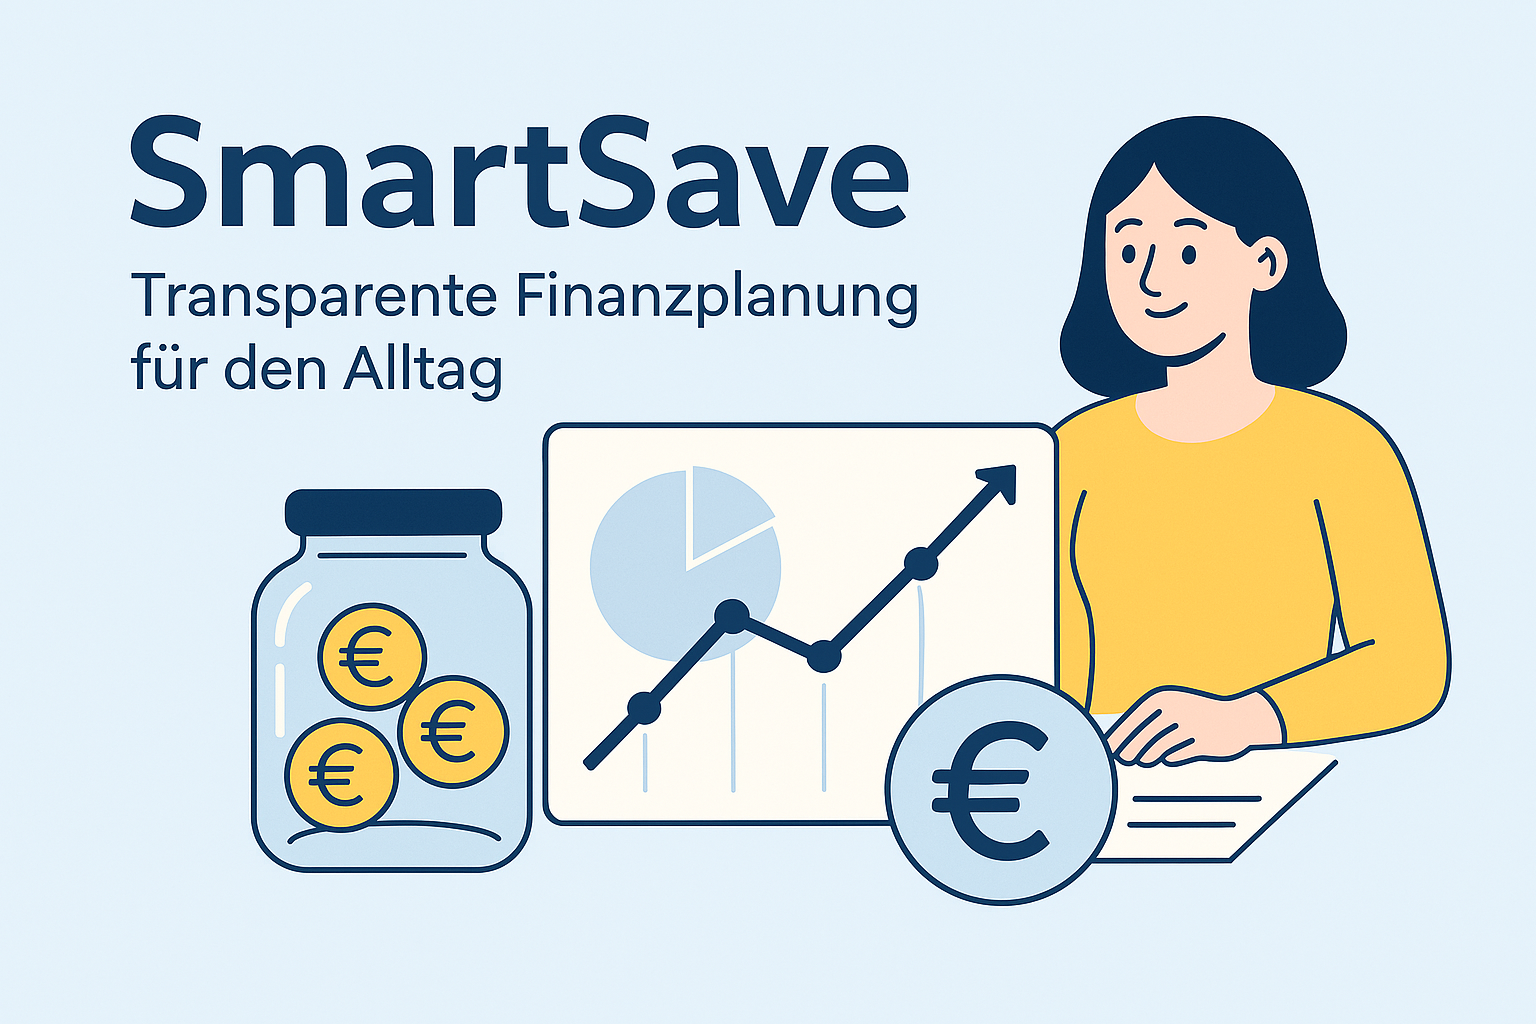 SmartSave
Transparente Finanzplanung
für den Alltag
€
€
€
€